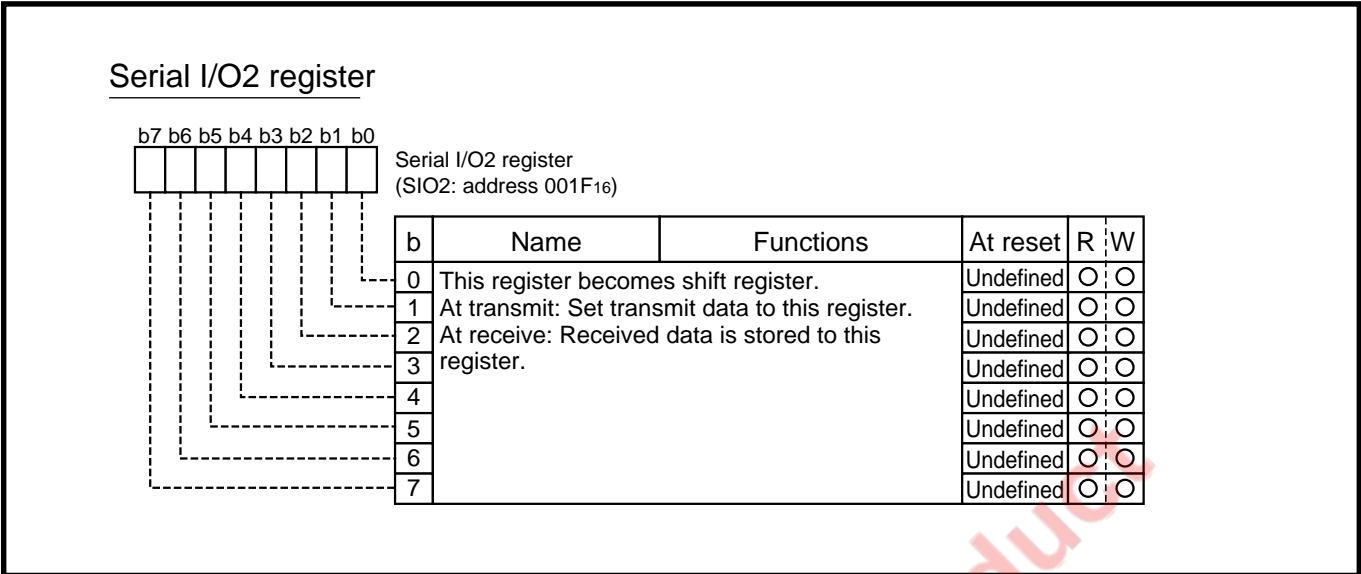 Serial I/O2 register
b7 b6 b5 b4 b3 b2 b1 b0
Serial I/O2 register
(SIO2: address 001F16)
b Name Functions At reset R W
0 This register becomes shift register. Undefined ○ ○
1 At transmit: Set transmit data to this register. Undefined ○ ○
2 At receive: Received data is stored to this Undefined ○ ○
3 register. Undefined ○ ○
4 Undefined ○ ○
5 Undefined ○ ○
6 Undefined ○ ○
7 Undefined ○ ○